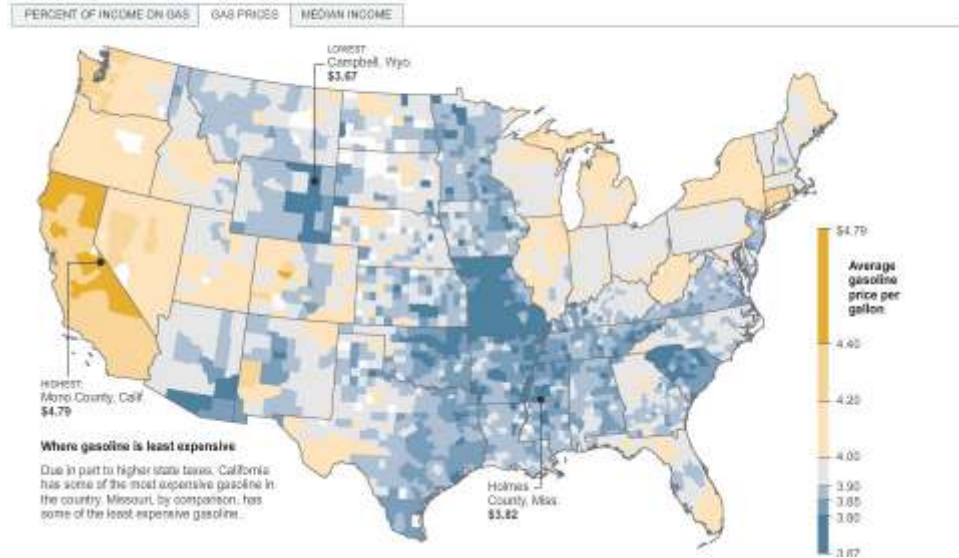 PERCENT OF INCOME ON GAS
GAS PRICES
MEDIAN INCOME
LOWEST:
Campbell, Wyo.
$3.67
HIGHEST:
Mono County, Calif.
$4.79
Where gasoline is least expensive
Due in part to higher state taxes, California
has some of the most expensive gasoline in
the country. Missouri, by comparison, has
some of the least expensive gasoline.
Holmes
County, Miss.
$3.82
$4.79
Average
gasoline
price per
gallon
4.40
4.20
4.00
3.90
3.85
3.80
3.67